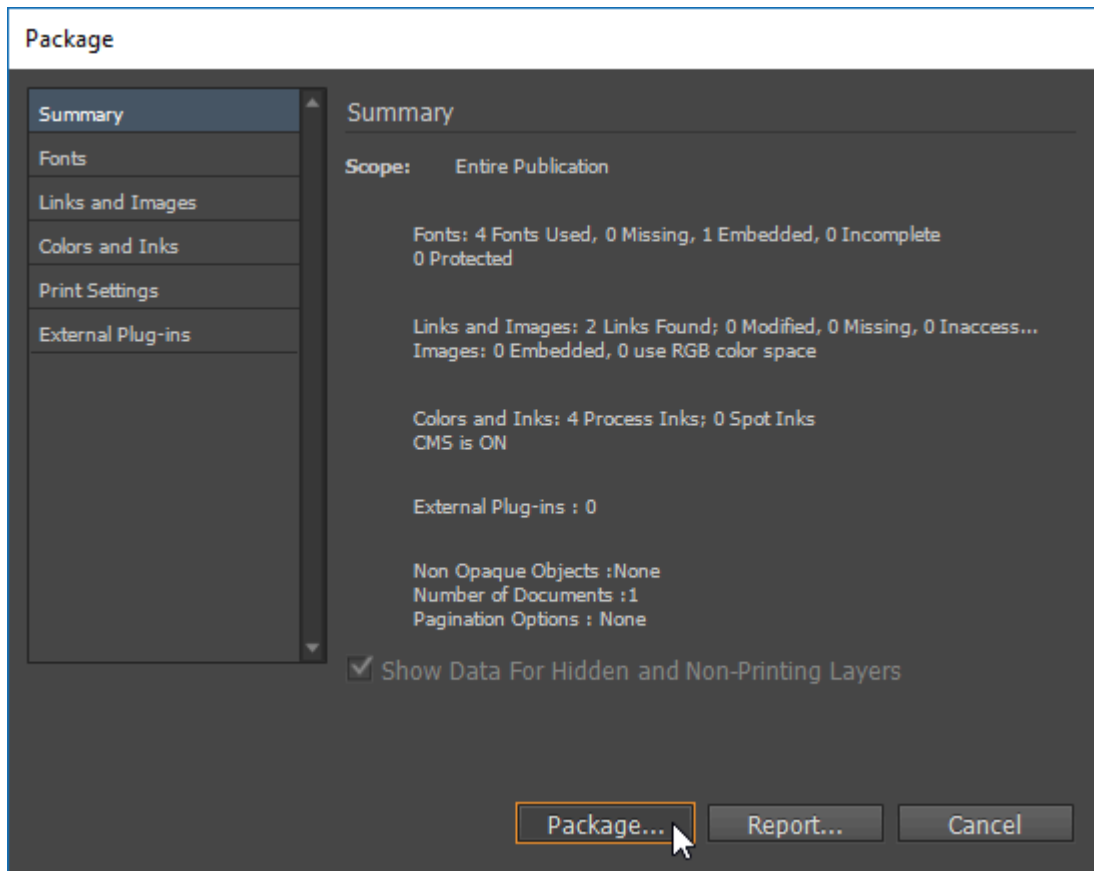 Package
Summary
Fonts
Links and Images
Colors and Inks
Print Settings
External Plug-ins
Summary
Scope: Entire Publication
Fonts: 4 Fonts Used, 0 Missing, 1 Embedded, 0 Incomplete
0 Protected
Links and Images: 2 Links Found; 0 Modified, 0 Missing, 0 Inaccess...
Images: 0 Embedded, 0 use RGB color space
Colors and Inks: 4 Process Inks; 0 Spot Inks
CMS is ON
External Plug-ins : 0
Non Opaque Objects :None
Number of Documents :1
Pagination Options : None
Show Data For Hidden and Non-Printing Layers
Package... Report... Cancel